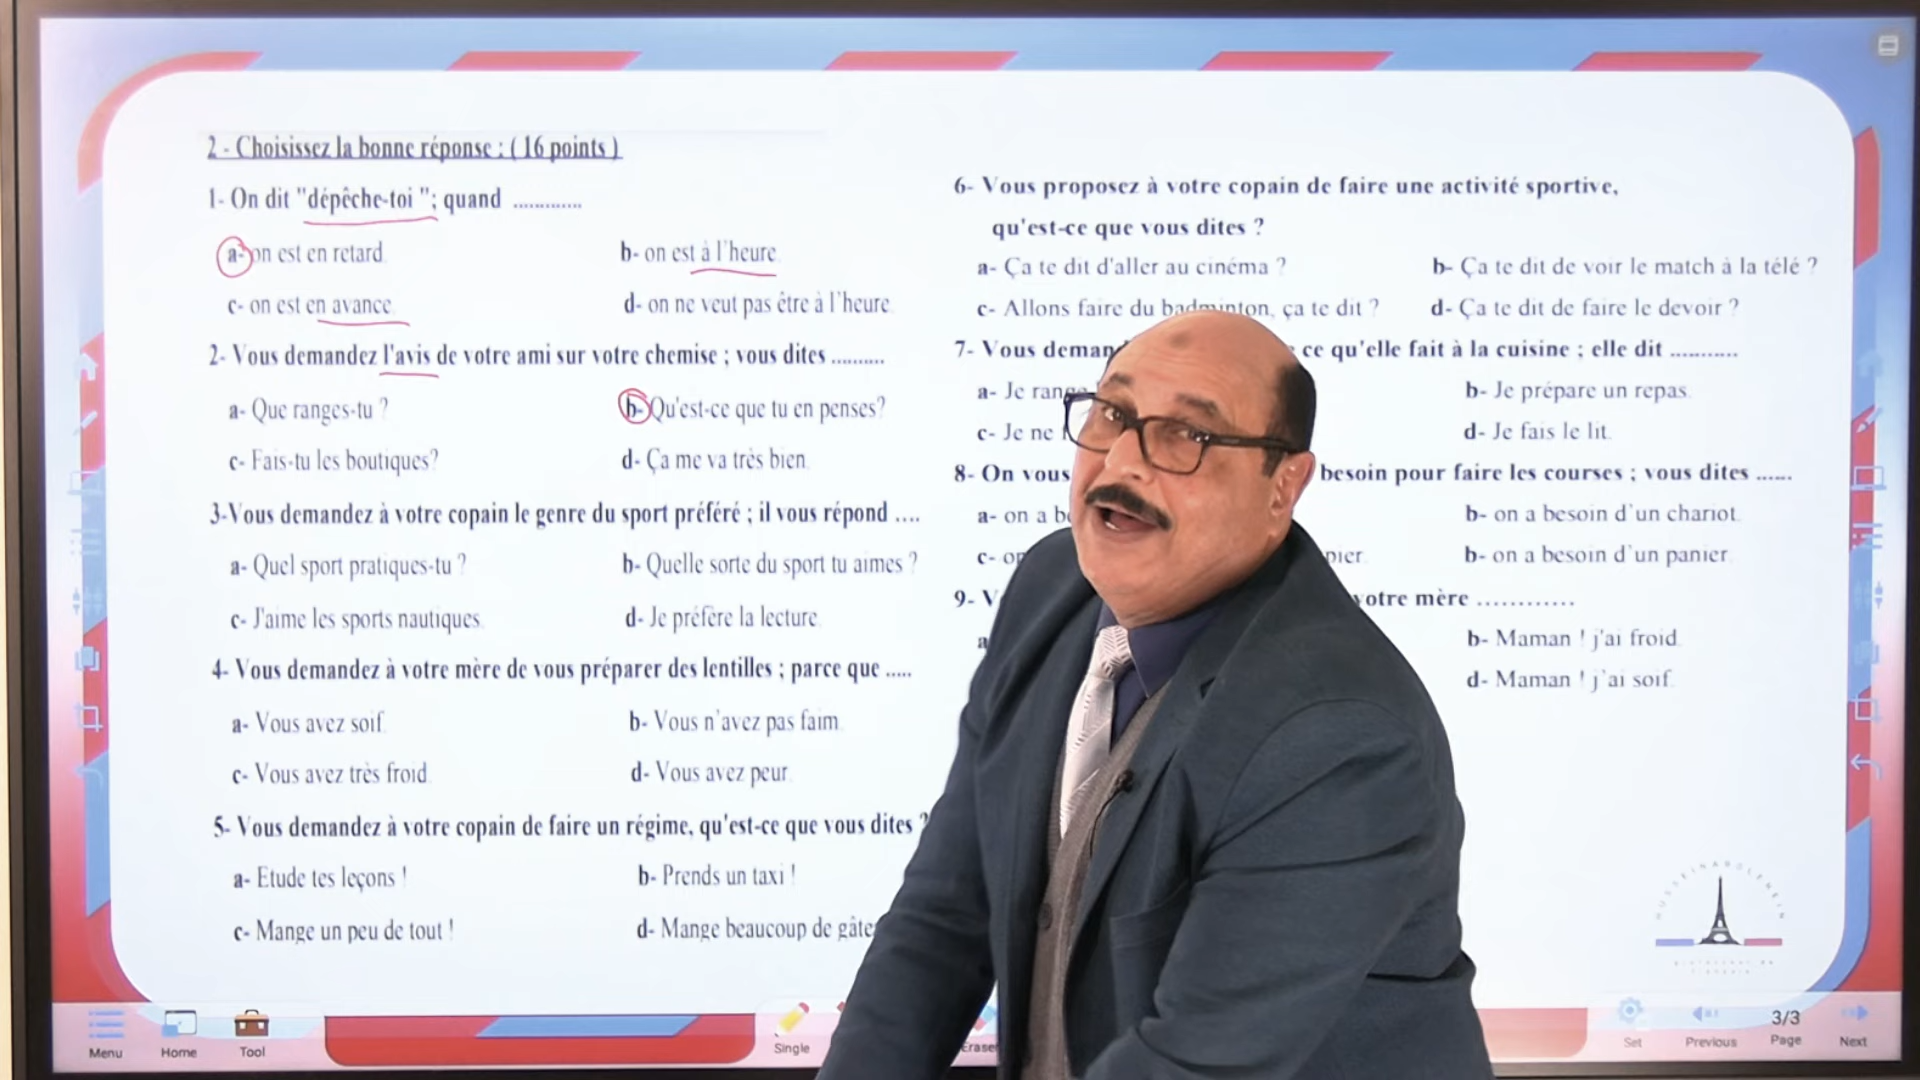 2 - Choisissez la bonne réponse : ( 16 points )
1- On dit "dépêche-toi "; quand ............
a- on est en retard.
b- on est à l'heure.
c- on est en avance.
d- on ne veut pas être à l'heure.
2- Vous demandez l'avis de votre ami sur votre chemise ; vous dites ..........
a- Que ranges-tu ?
b- Qu'est-ce que tu en penses?
c- Fais-tu les boutiques?
d- Ça me va très bien.
3-Vous demandez à votre copain le genre du sport préféré ; il vous répond ....
a- Quel sport pratiques-tu ?
b- Quelle sorte du sport tu aimes ?
c- J'aime les sports nautiques.
d- Je préfère la lecture.
4- Vous demandez à votre mère de vous préparer des lentilles ; parce que .....
a- Vous avez soif.
b- Vous n'avez pas faim.
c- Vous avez très froid.
d- Vous avez peur.
5- Vous demandez à votre copain de faire un régime, qu'est-ce que vous dites ?
a- Etude tes leçons !
b- Prends un taxi !
c- Mange un peu de tout !
d- Mange beaucoup de
6- Vous proposez à votre copain de faire une activité sportive,
qu'est-ce que vous dites ?
a- Ça te dit d'aller au cinéma ?
b- Ça te dit de voir le match à la télé ?
c- Allons faire du badminton, ça te dit ?
d- Ça te dit de faire le devoir ?
7- Vous ce qu'elle fait à la cuisine ; elle dit ...........
a- Je
b- Je prépare un repas.
c- Je ne
d- Je fais le lit.
8- On vous besoin pour faire les courses ; vous dites ......
a- on a
b- on a besoin d'un chariot.
c-
b- on a besoin d'un panier.
9- votre mère ............
b- Maman ! j'ai froid.
d- Maman ! j'ai soif.
HUSSEINABOLENEIN
Menu
Home
Tool
Single
Eraser
Set
Previous
3/3
Page
Next